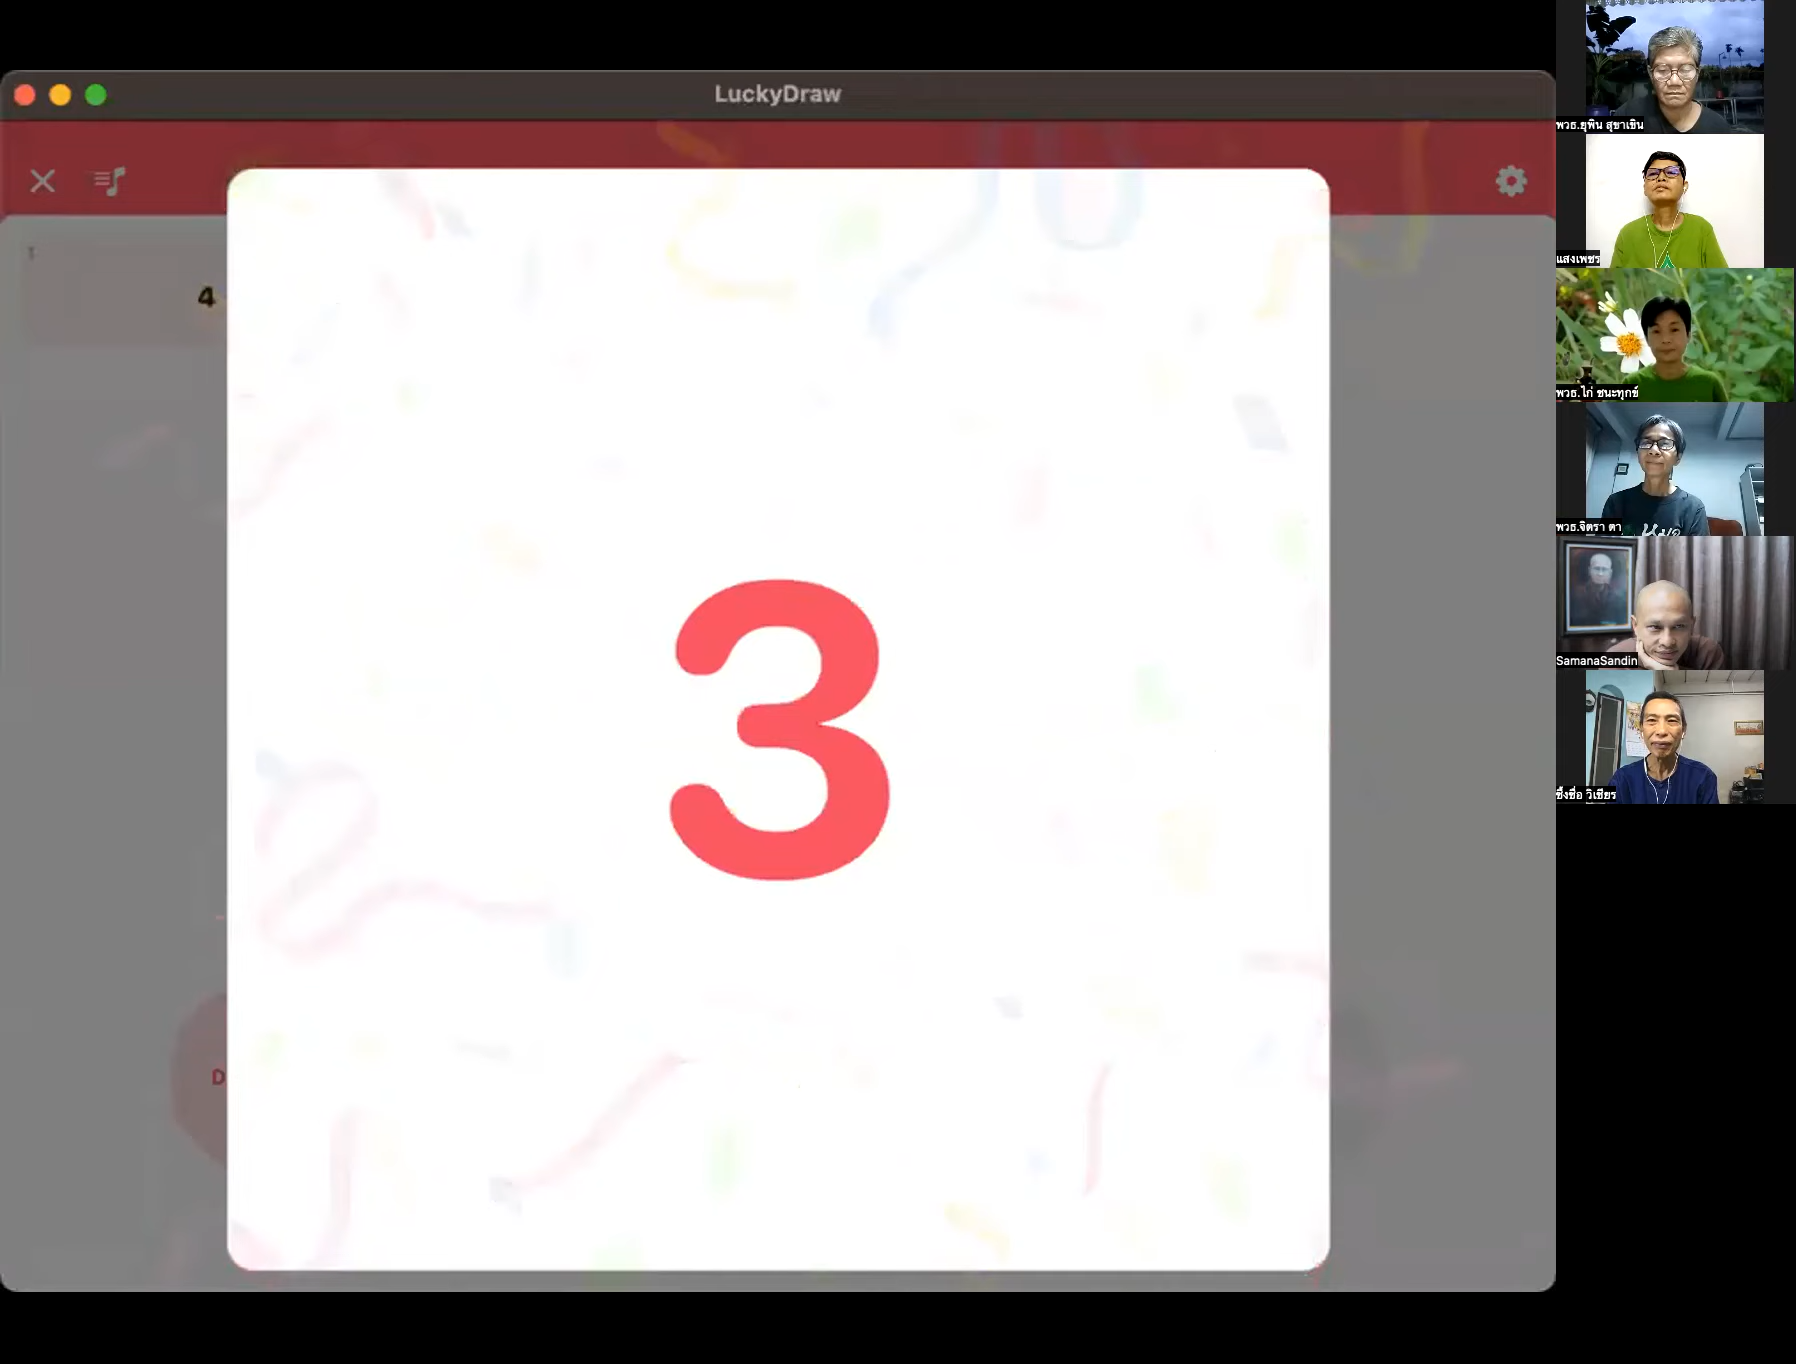 LuckyDraw
4
3
D
พวธ.ยุพิน สุขาเขิน
แสงเพชร
พวธ.ไก่ ชนะทุกข์
พวธ.จิตรา ตา
SamanaSandin
ซึ้งซื่อ วิเชียร